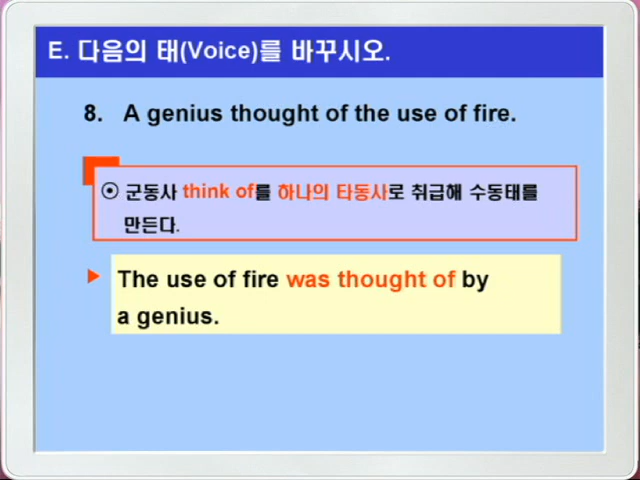 E. 다음의 태(Voice)를 바꾸시오.
8. A genius thought of the use of fire.
⊙ 군동사 think of를 하나의 타동사로 취급해 수동태를
만든다.
▶ The use of fire was thought of by
a genius.